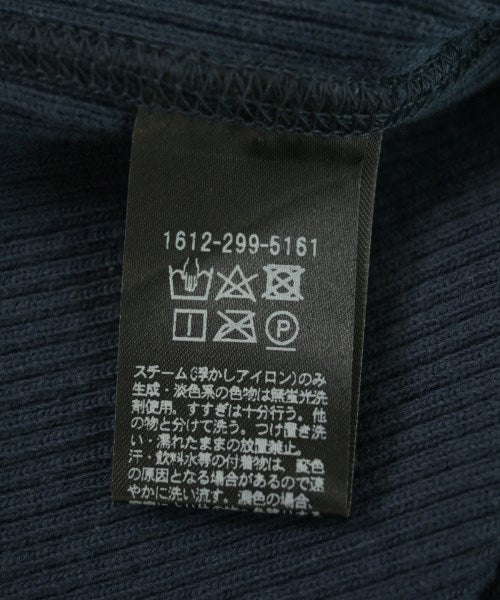 1612-299-5161
スチーム(浮かしアイロン)のみ
生成・淡色の色物は無蛍光洗
剤使用。すすぎは十分行う。他
の物と分けて洗う。つけ置き洗
い・濡れたままの放置厳禁。
汗・飲料水等の付着物は、変色
の原因となる場合があるので速
やかに洗い流す。濃色の場合、